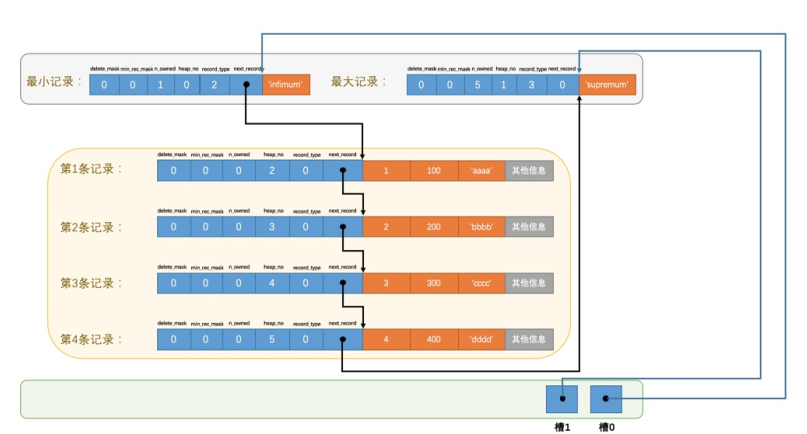 delete_mask min_rec_mask n_owned heap_no record_type next_record
delete_mask min_rec_mask n_owned heap_no record_type next_record
最小记录： 0 0 1 0 2 'infimum'
最大记录： 0 0 5 1 3 0 'supremum'
delete_mask min_rec_mask n_owned heap_no record_type next_record
第1条记录： 0 0 0 2 0 1 100 'aaaa' 其他信息
delete_mask min_rec_mask n_owned heap_no record_type next_record
第2条记录： 0 0 0 3 0 2 200 'bbbb' 其他信息
delete_mask min_rec_mask n_owned heap_no record_type next_record
第3条记录： 0 0 0 4 0 3 300 'cccc' 其他信息
delete_mask min_rec_mask n_owned heap_no record_type next_record
第4条记录： 0 0 0 5 0 4 400 'dddd' 其他信息
槽1 槽0